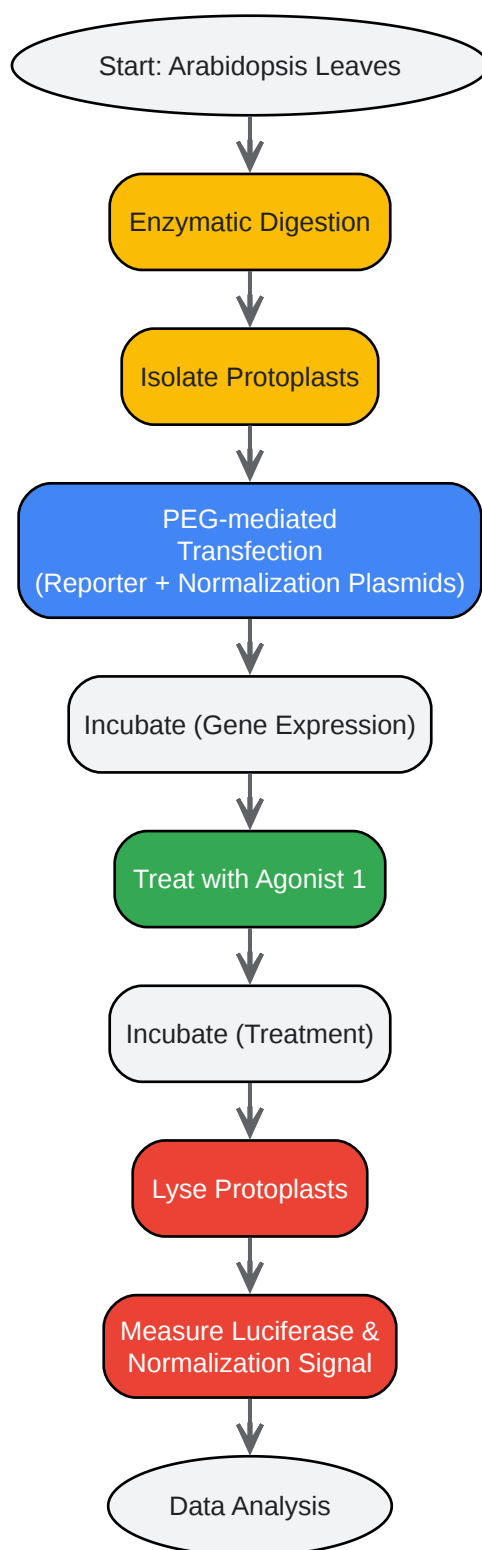 Start: Arabidopsis Leaves
Enzymatic Digestion
Isolate Protoplasts
PEG-mediated
Transfection
(Reporter + Normalization Plasmids)
Incubate (Gene Expression)
Treat with Agonist 1
Incubate (Treatment)
Lyse Protoplasts
Measure Luciferase &
Normalization Signal
Data Analysis